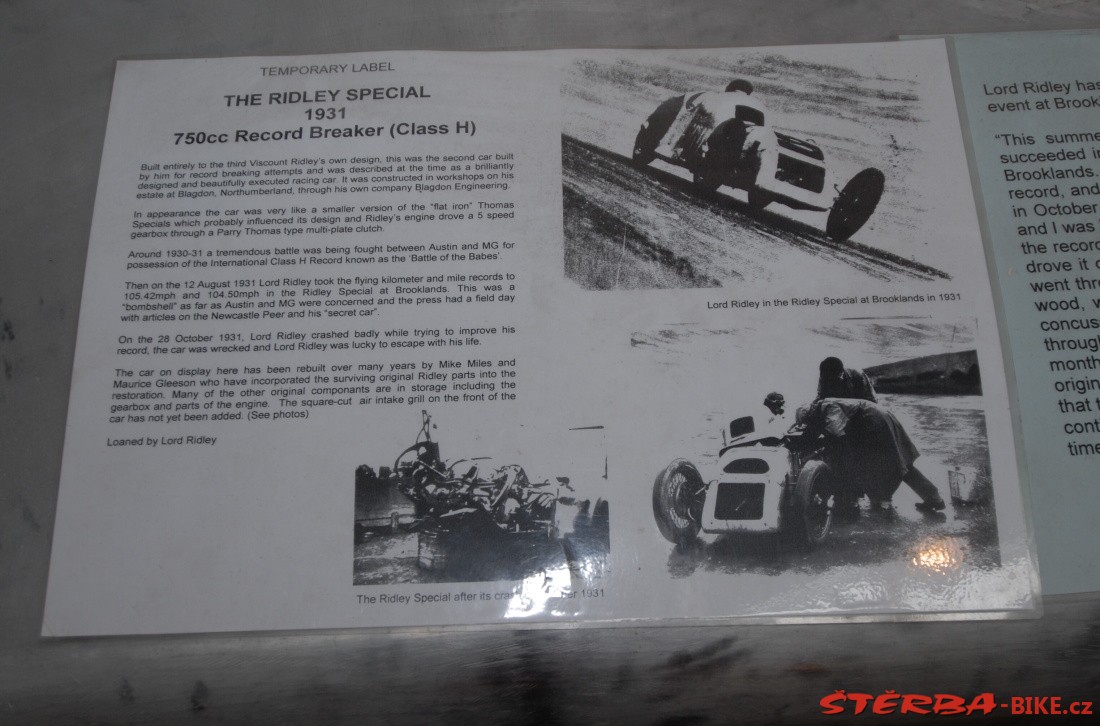 TEMPORARY LABEL
THE RIDLEY SPECIAL
1931
750cc Record Breaker (Class H)
Built entirely to the third Viscount Ridley's own design, this was the second car built
by him for record breaking attempts and was described at the time as a brilliantly
designed and beautifully executed racing car. It was constructed in workshops on his
estate at Blagdon, Northumberland, through his own company Blagdon Engineering.
In appearance the car was very like a smaller version of the "flat iron" Thomas
Specials which probably influenced its design and Ridley's engine drove a 5 speed
gearbox through a Parry Thomas type multi-plate clutch.
Around 1930-31 a tremendous battle was being fought between Austin and MG for
possession of the International Class H Record known as the 'Battle of the Babes'.
Then on the 12 August 1931 Lord Ridley took the flying kilometer and mile records to
105.42mph and 104.50mph in the Ridley Special at Brooklands. This was a
"bombshell" as far as Austin and MG were concerned and the press had a field day
with articles on the Newcastle Peer and his "secret car".
On the 28 October 1931, Lord Ridley crashed badly while trying to improve his
record, the car was wrecked and Lord Ridley was lucky to escape with his life.
The car on display here has been rebuilt over many years by Mike Miles and
Maurice Gleeson who have incorporated the surviving original Ridley parts into the
restoration. Many of the other original componants are in storage including the
gearbox and parts of the engine. The square-cut air intake grill on the front of the
car has not yet been added. (See photos)
Loaned by Lord Ridley
Lord Ridley in the Ridley Special at Brooklands in 1931
The Ridley Special after its 1931
Lord Ridley has
event at Brook
"This summe
succeeded in
Brooklands.
record, and
in October
and I was
the record
drove it
went thr
wood, w
concus
through
month
origin
that t
cont
time
ŠTĚRBA-BIKE.cz